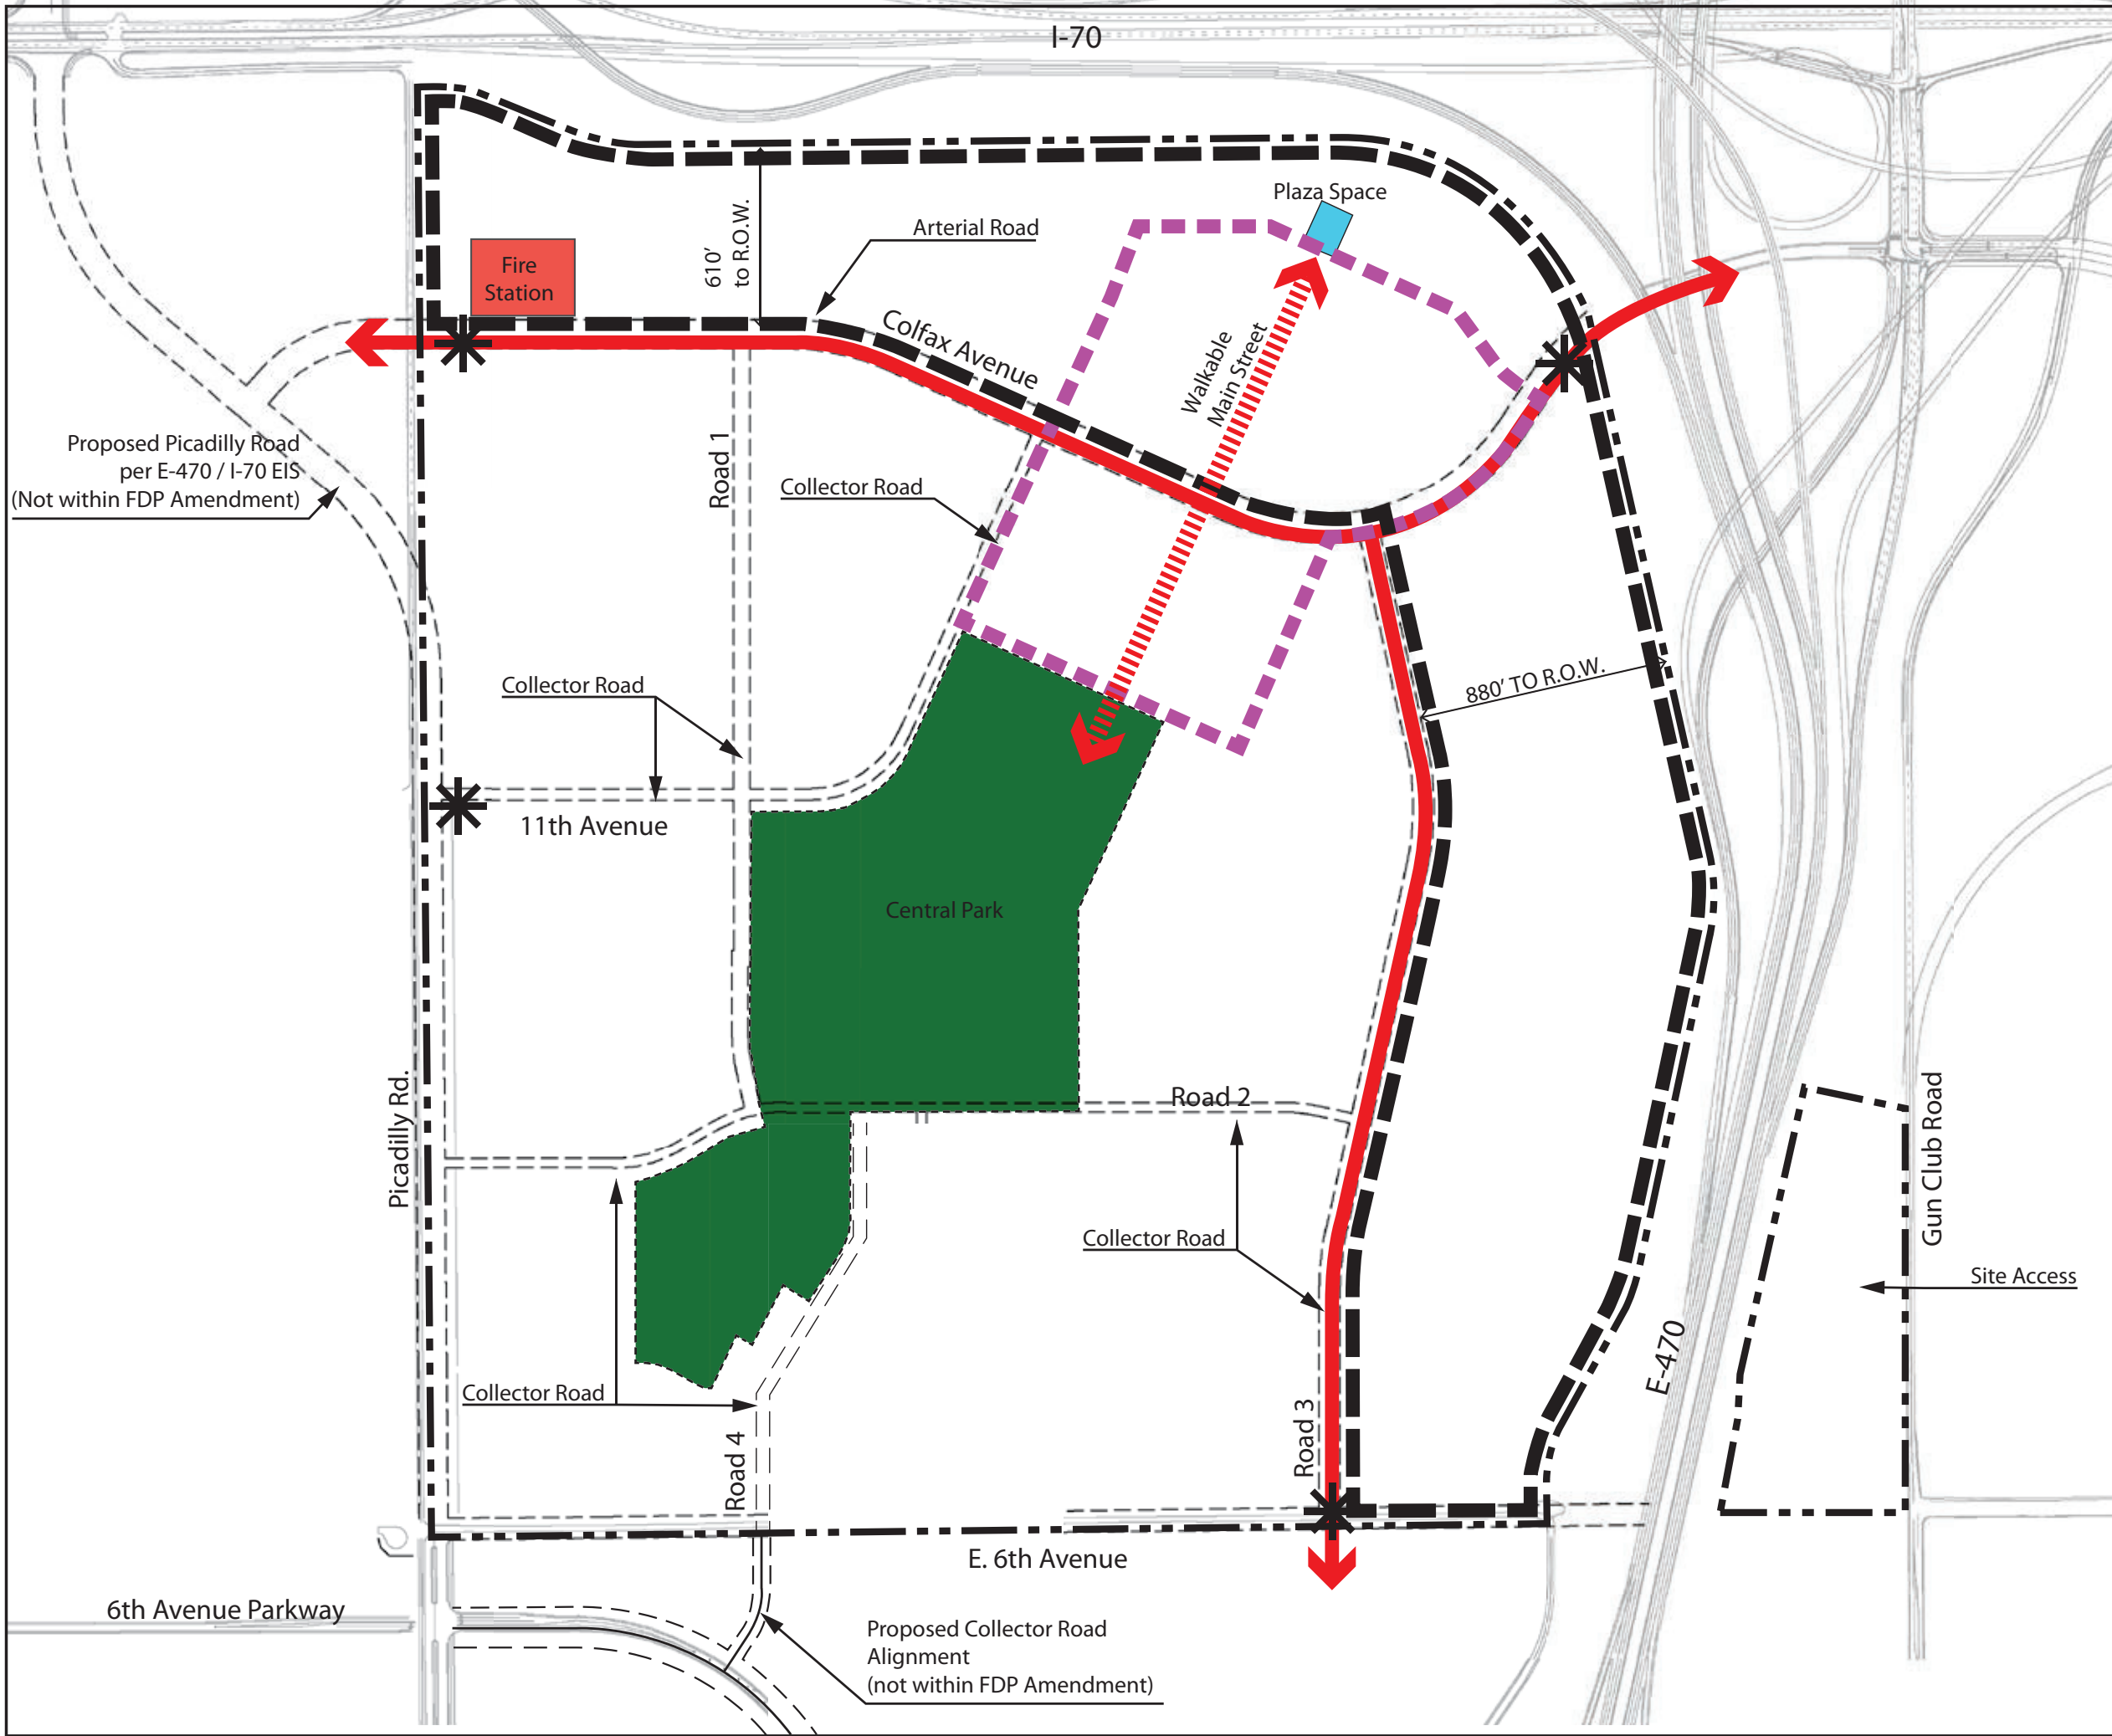 I-70
Plaza Space
Arterial Road
610'
to R.O.W.
Fire
Station
Colfax Avenue
Walkable
Main Street
Proposed Picadilly Road
per E-470 / I-70 EIS
(Not within FDP Amendment)
Road 1
Collector Road
Collector Road
880' TO R.O.W.
11th Avenue
Central Park
Picadilly Rd.
Road 2
Gun Club Road
Collector Road
Site Access
E-470
Collector Road
Road 4
Road 3
E. 6th Avenue
6th Avenue Parkway
Proposed Collector Road
Alignment
(not within FDP Amendment)